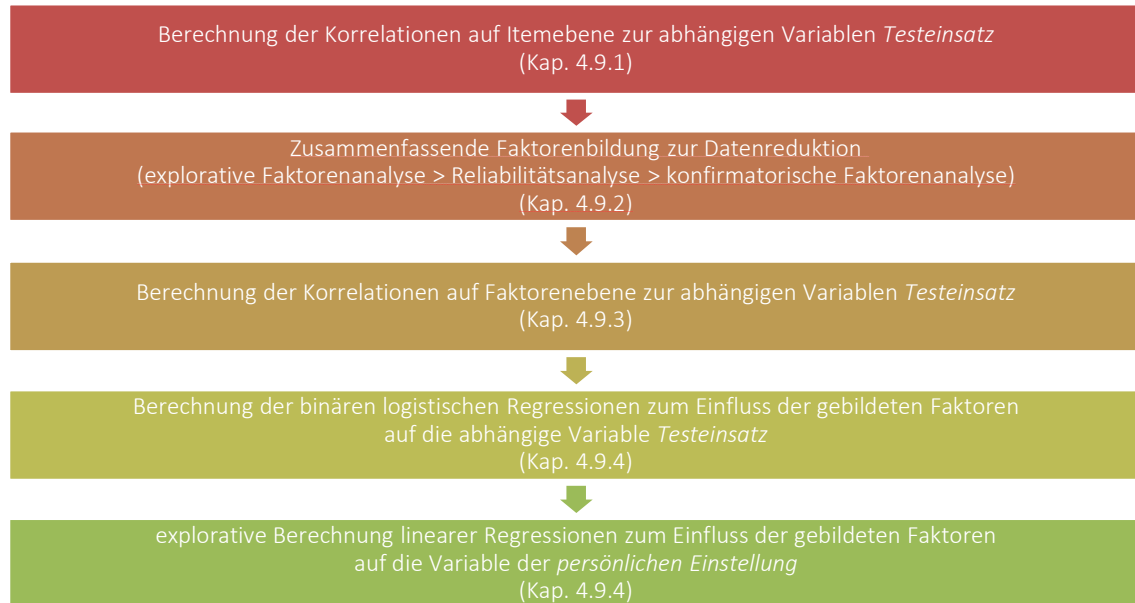 Berechnung der Korrelationen auf Itemebene zur abhängigen Variablen Testeinsatz
(Kap. 4.9.1)
Zusammenfassende Faktorenbildung zur Datenreduktion
(explorative Faktorenanalyse > Reliabilitätsanalyse > konfirmatorische Faktorenanalyse)
(Kap. 4.9.2)
Berechnung der Korrelationen auf Faktorenebene zur abhängigen Variablen Testeinsatz
(Kap. 4.9.3)
Berechnung der binären logistischen Regressionen zum Einfluss der gebildeten Faktoren
auf die abhängige Variable Testeinsatz
(Kap. 4.9.4)
explorative Berechnung linearer Regressionen zum Einfluss der gebildeten Faktoren
auf die Variable der persönlichen Einstellung
(Kap. 4.9.4)